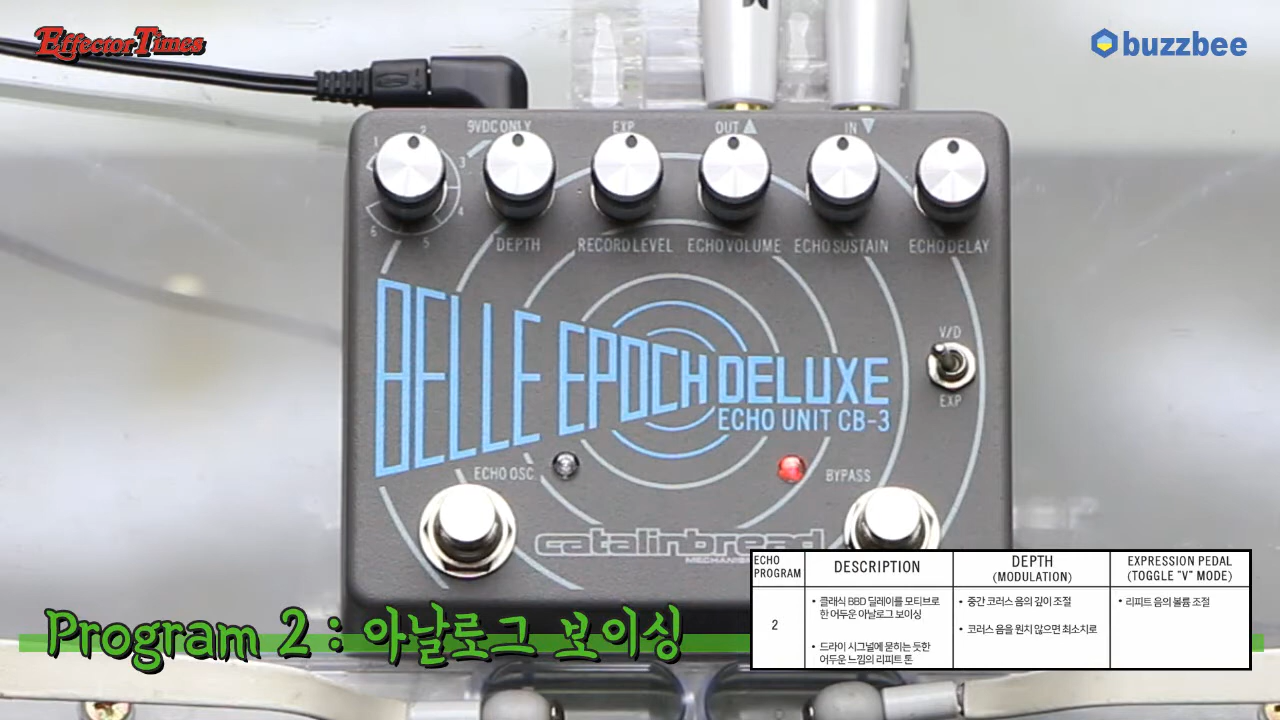 Effector Times
buzzbee
9VDC ONLY EXP OUT IN
1 2 3 4 5 6
DEPTH RECORD LEVEL ECHO VOLUME ECHO SUSTAIN ECHO DELAY
V/D
EXP
BELLE EPOCH DELUXE
ECHO UNIT CB-3
ECHO OSC BYPASS
catalinbread
Program 2 : 아날로그 보이싱
ECHO PROGRAM DESCRIPTION DEPTH EXPRESSION PEDAL
(MODULATION) (TOGGLE "V" MODE)
2
• 클래식 BBD 딜레이를 모티브로
한 어두운 아날로그 보이싱
• 드라이 시그널에 묻히는 듯한
어두운 느낌의 리피트 톤
• 중간 코러스 음의 깊이 조절
• 코러스 음을 원치 않으면 최소치로
• 리피트 음의 볼륨 조절